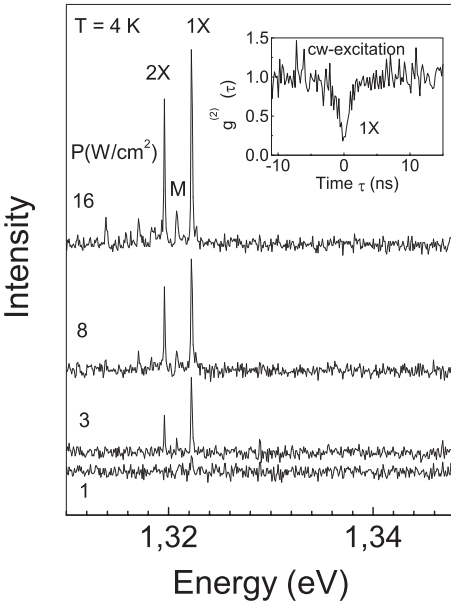 T = 4 K
1X
2X
P(W/cm²)
M
16
8
3
1
Intensity
1,32
1,34
Energy (eV)
cw-excitation
1X
g⁽²⁾ (τ)
1.5
1.0
0.5
0.0
-10
0
10
Time τ (ns)